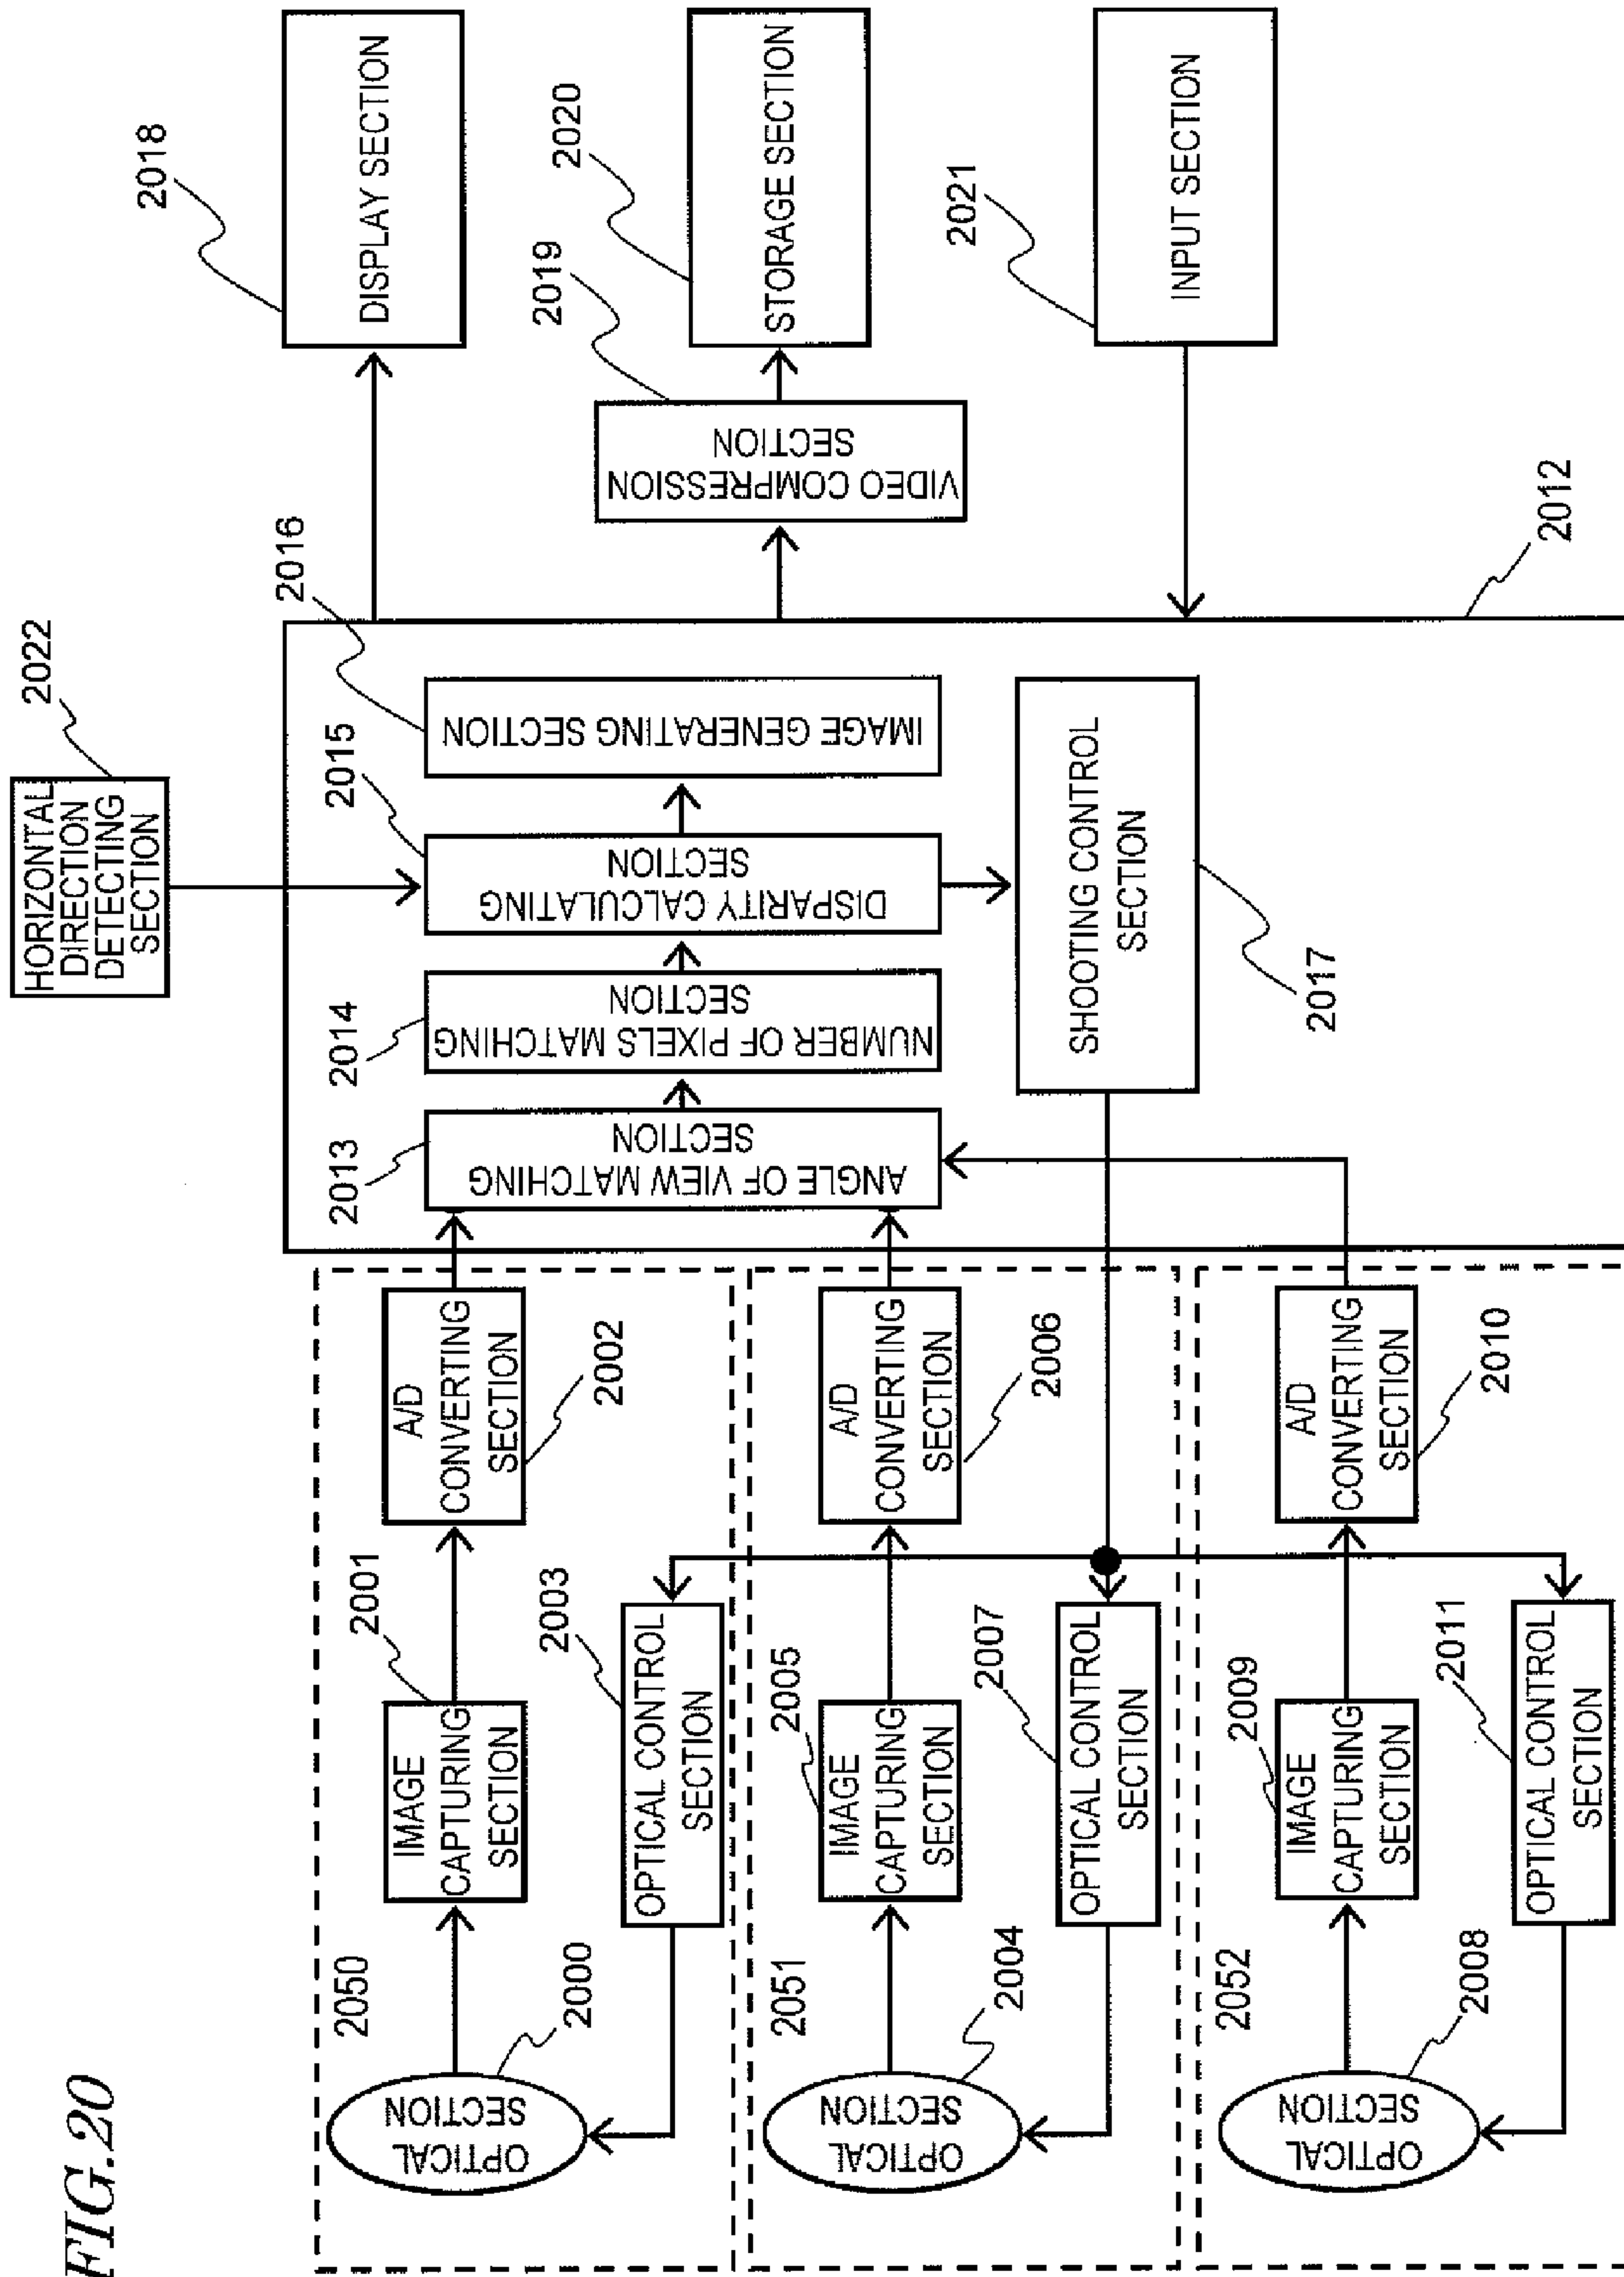 FIG.20
2050
OPTICAL
SECTION
2000
IMAGE
CAPTURING
SECTION
2001
A/D
CONVERTING
SECTION
2002
OPTICAL CONTROL
SECTION
2003
2051
OPTICAL
SECTION
2004
IMAGE
CAPTURING
SECTION
2005
A/D
CONVERTING
SECTION
2006
OPTICAL CONTROL
SECTION
2007
2052
OPTICAL
SECTION
2008
IMAGE
CAPTURING
SECTION
2009
A/D
CONVERTING
SECTION
2010
OPTICAL CONTROL
SECTION
2011
HORIZONTAL
DIRECTION
DETECTING
SECTION
2022
2013
ANGLE OF VIEW MATCHING
SECTION
2014
NUMBER OF PIXELS MATCHING
SECTION
2015
DISPARITY CALCULATING
SECTION
2016
IMAGE GENERATING SECTION
SHOOTING CONTROL
SECTION
2017
2012
2018
DISPLAY SECTION
2019
VIDEO COMPRESSION
SECTION
2020
STORAGE SECTION
2021
INPUT SECTION